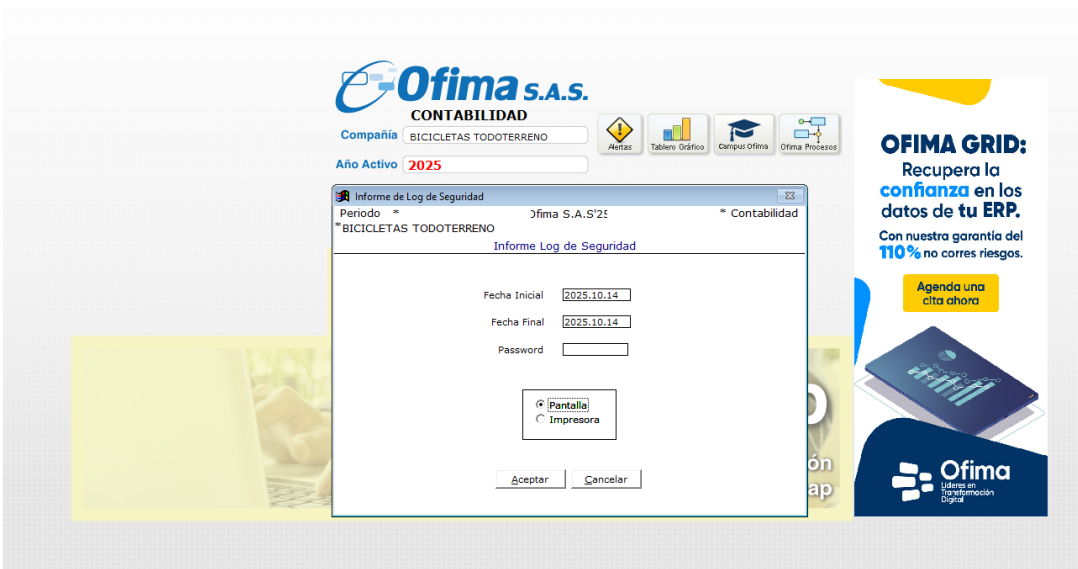 Ofima S.A.S.
CONTABILIDAD
Compañía BICICLETAS TODOTERRENO
Año Activo 2025
Alertas
Tablero Gráfico
Campus Ofima
Ofima Procesos
Informe de Log de Seguridad
Periodo * Ofima S.A.S'25 * Contabilidad
*BICICLETAS TODOTERRENO
Informe Log de Seguridad
Fecha Inicial 2025.10.14
Fecha Final 2025.10.14
Password
Pantalla
Impresora
Aceptar Cancelar
ón
ap
OFIMA GRID:
Recupera la
confianza en los
datos de tu ERP.
Con nuestra garantía del
110% no corres riesgos.
Agenda una
cita ahora
Ofima
Líderes en
Transformación
Digital